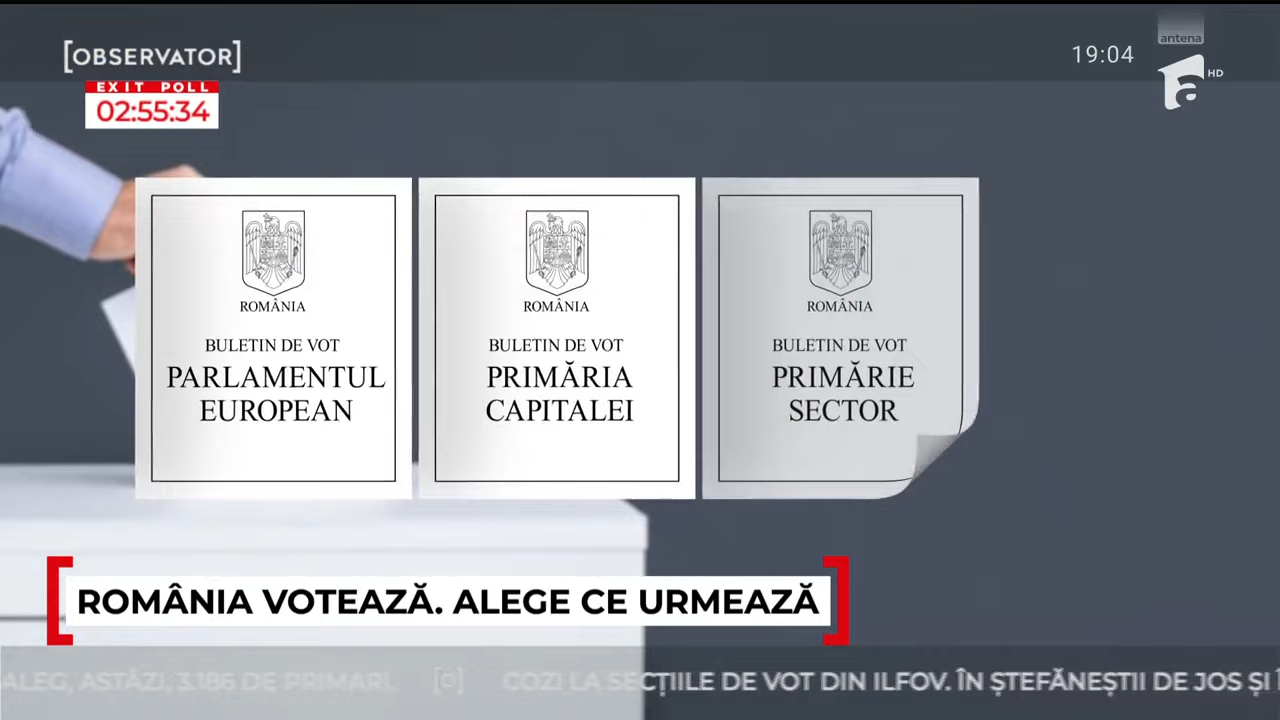 [OBSERVATOR]
EXIT POLL
02:55:34
19:04
antena
HD
ROMÂNIA
BULETIN DE VOT
PARLAMENTUL
EUROPEAN
ROMÂNIA
BULETIN DE VOT
PRIMĂRIA
CAPITALEI
ROMÂNIA
BULETIN DE VOT
PRIMĂRIE
SECTOR
ROMÂNIA VOTEAZĂ. ALEGE CE URMEAZĂ
ALEG, ASTĂZI, 3.186 DE PRIMARI. [O] COZI LA SECȚIILE DE VOT DIN ILFOV. ÎN ȘTEFĂNEȘTII DE JOS ȘI